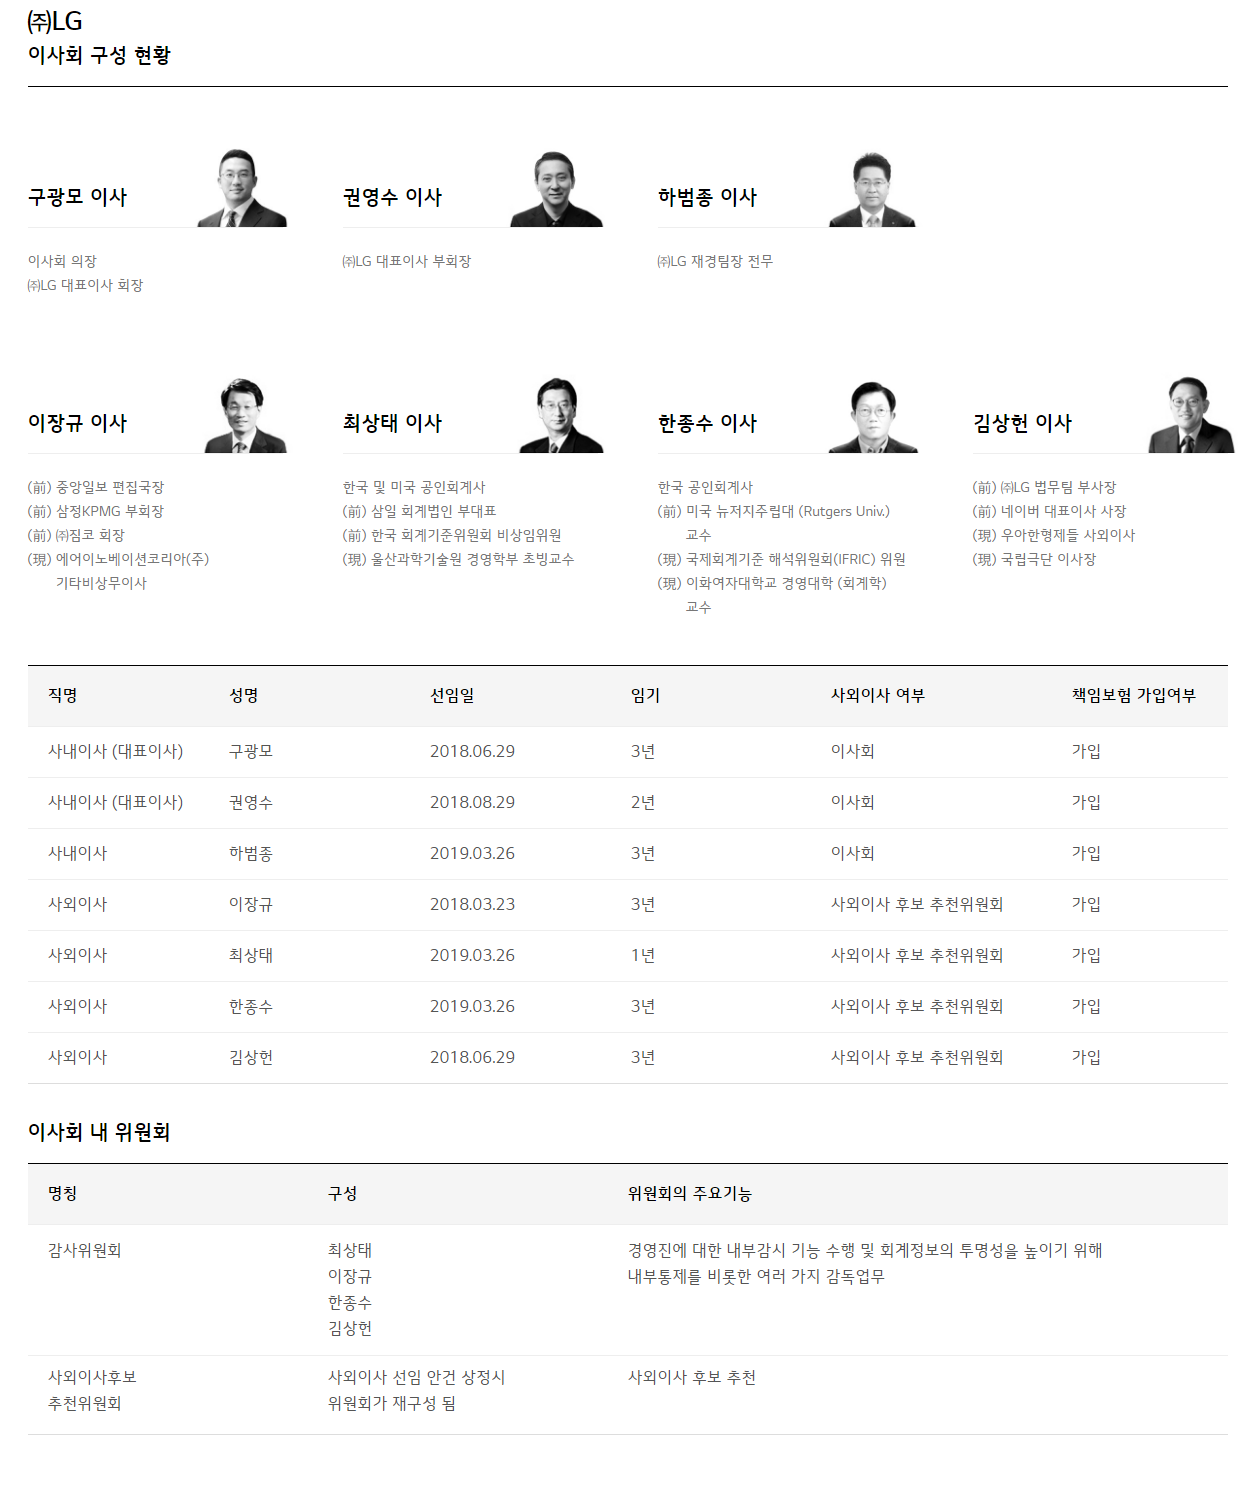 ㈜LG
이사회 구성 현황
구광모 이사
권영수 이사
하범종 이사
이사회 의장
㈜LG 대표이사 회장
㈜LG 대표이사 부회장
㈜LG 재경팀장 전무
이장규 이사
최상태 이사
한종수 이사
김상헌 이사
(前) 중앙일보 편집국장
(前) 삼정KPMG 부회장
(前) ㈜짐코 회장
(現) 에어이노베이션코리아(주)
기타비상무이사
한국 및 미국 공인회계사
(前) 삼일 회계법인 부대표
(前) 한국 회계기준위원회 비상임위원
(現) 울산과학기술원 경영학부 초빙교수
한국 공인회계사
(前) 미국 뉴저지주립대 (Rutgers Univ.)
교수
(現) 국제회계기준 해석위원회(IFRIC) 위원
(現) 이화여자대학교 경영대학 (회계학)
교수
(前) ㈜LG 법무팀 부사장
(前) 네이버 대표이사 사장
(現) 우아한형제들 사외이사
(現) 국립극단 이사장
직명 성명 선임일 임기 사외이사 여부 책임보험 가입여부
사내이사 (대표이사) 구광모 2018.06.29 3년 이사회 가입
사내이사 (대표이사) 권영수 2018.08.29 2년 이사회 가입
사내이사 하범종 2019.03.26 3년 이사회 가입
사외이사 이장규 2018.03.23 3년 사외이사 후보 추천위원회 가입
사외이사 최상태 2019.03.26 1년 사외이사 후보 추천위원회 가입
사외이사 한종수 2019.03.26 3년 사외이사 후보 추천위원회 가입
사외이사 김상헌 2018.06.29 3년 사외이사 후보 추천위원회 가입
이사회 내 위원회
명칭 구성 위원회의 주요기능
감사위원회 최상태 경영진에 대한 내부감시 기능 수행 및 회계정보의 투명성을 높이기 위해
이장규 내부통제를 비롯한 여러 가지 감독업무
한종수
김상헌
사외이사후보 사외이사 선임 안건 상정시 사외이사 후보 추천
추천위원회 위원회가 재구성 됨